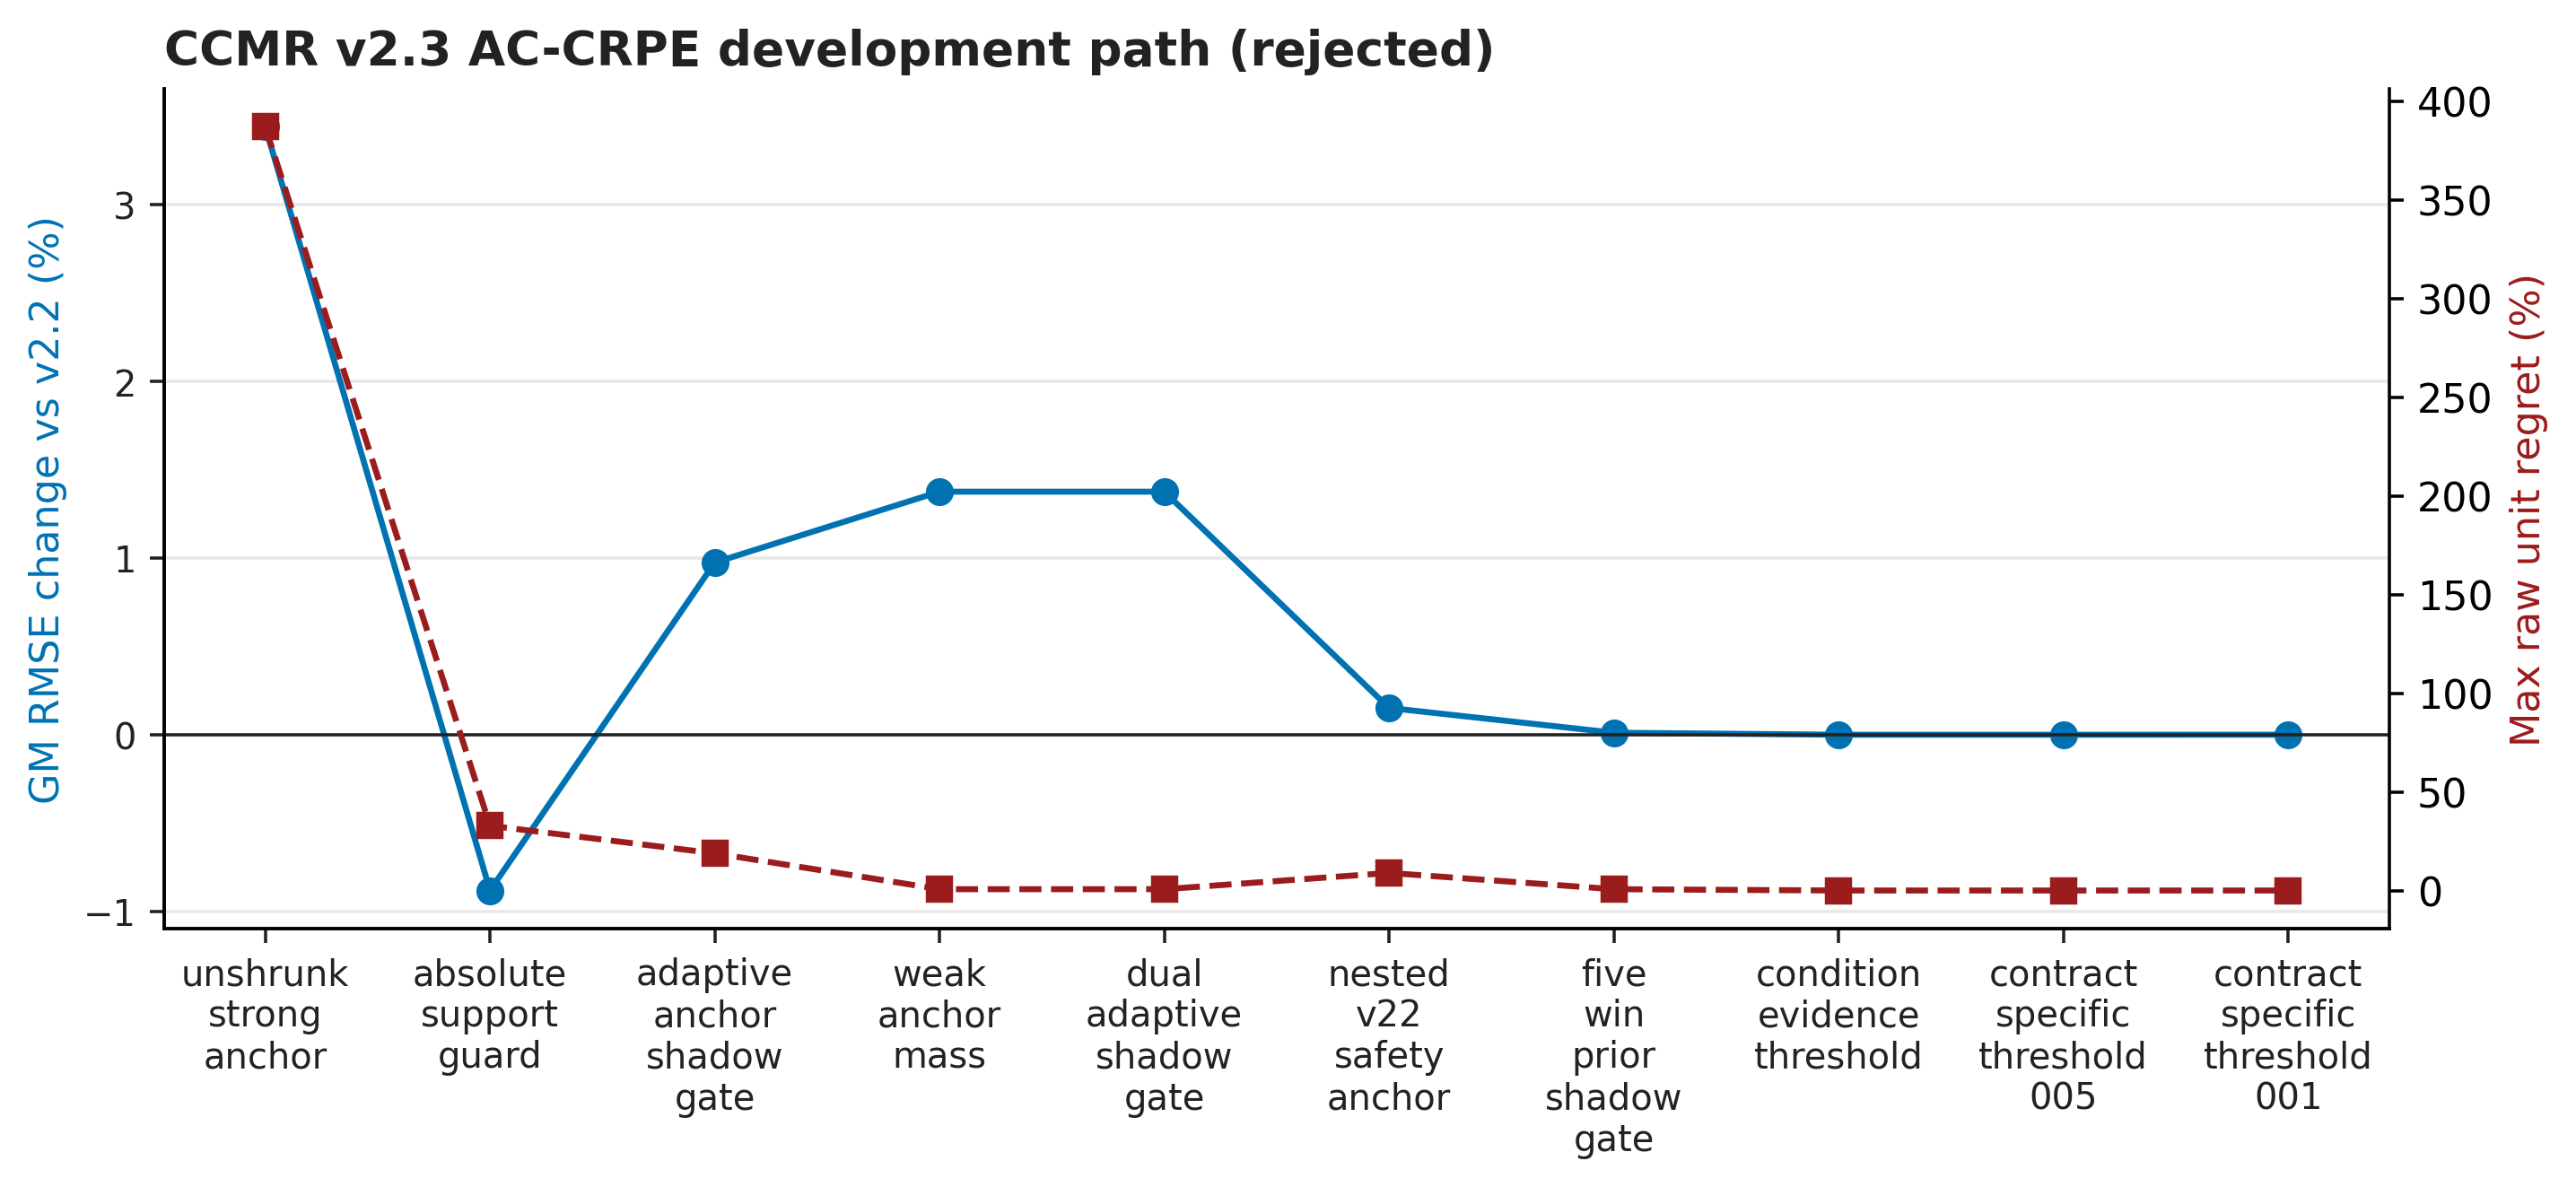 CCMR v2.3 AC-CRPE development path (rejected)
GM RMSE change vs v2.2 (%)
3
2
1
0
−1
400
350
300
250
200
150
100
50
0
Max raw unit regret (%)
unshrunk
strong
anchor
absolute
support
guard
adaptive
anchor
shadow
gate
weak
anchor
mass
dual
adaptive
shadow
gate
nested
v22
safety
anchor
five
win
prior
shadow
gate
condition
evidence
threshold
contract
specific
threshold
005
contract
specific
threshold
001